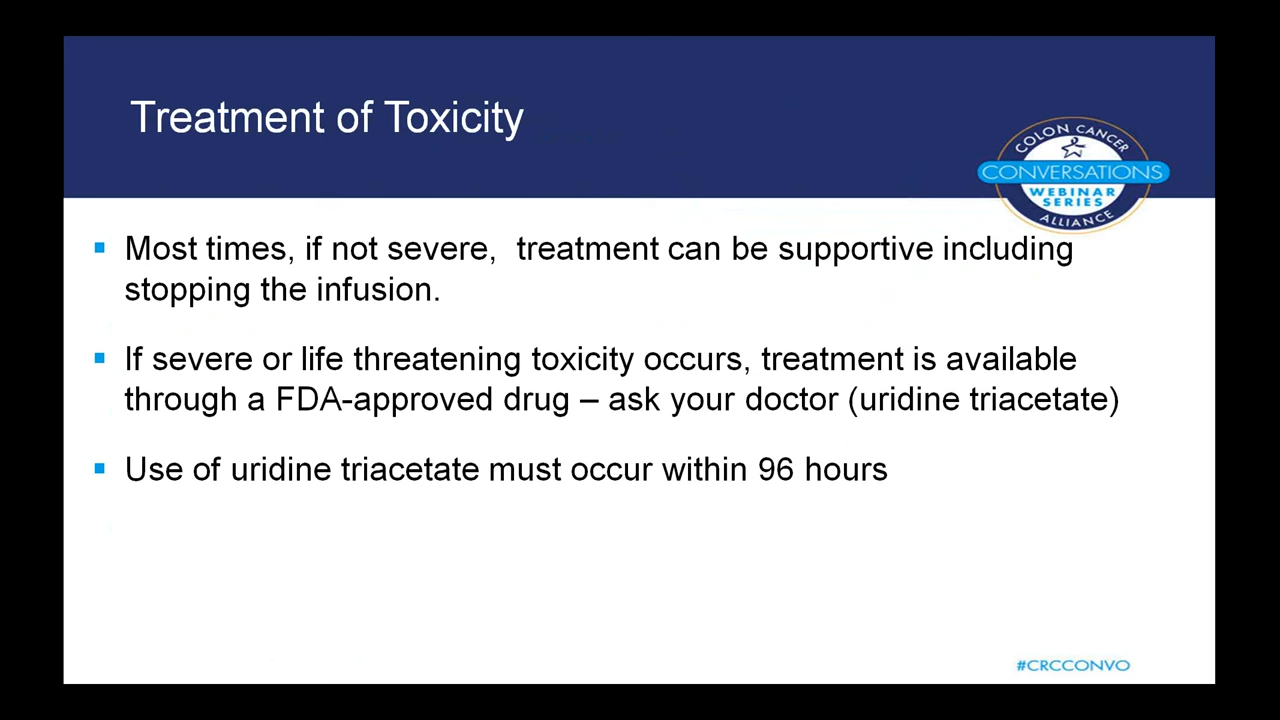 Treatment of Toxicity
COLON CANCER
CONVERSATIONS
WEBINAR
SERIES
ALLIANCE
Most times, if not severe,  treatment can be supportive including
stopping the infusion.
If severe or life threatening toxicity occurs, treatment is available
through a FDA-approved drug – ask your doctor (uridine triacetate)
Use of uridine triacetate must occur within 96 hours
#CRCCONVO